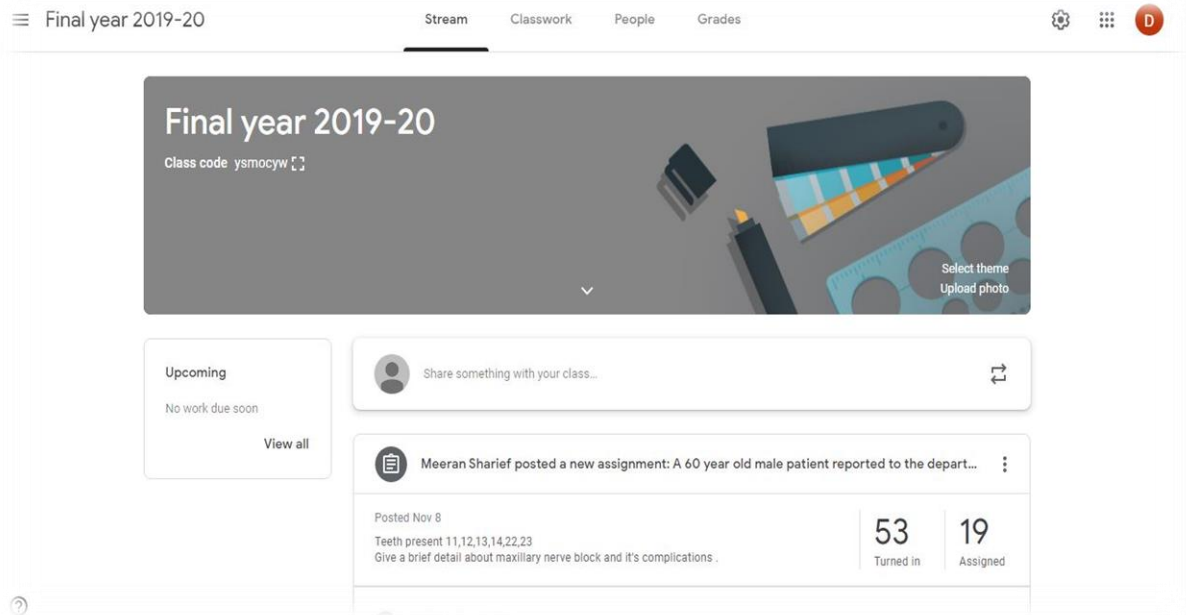 Final year 2019-20
Stream Classwork People Grades
D
Final year 2019-20
Class code ysmocyw
Select theme
Upload photo
Upcoming
No work due soon
View all
Share something with your class...
Meeran Sharief posted a new assignment: A 60 year old male patient reported to the depart...
Posted Nov 8
Teeth present 11,12,13,14,22,23
Give a brief detail about maxillary nerve block and it's complications .
53 19
Turned in Assigned